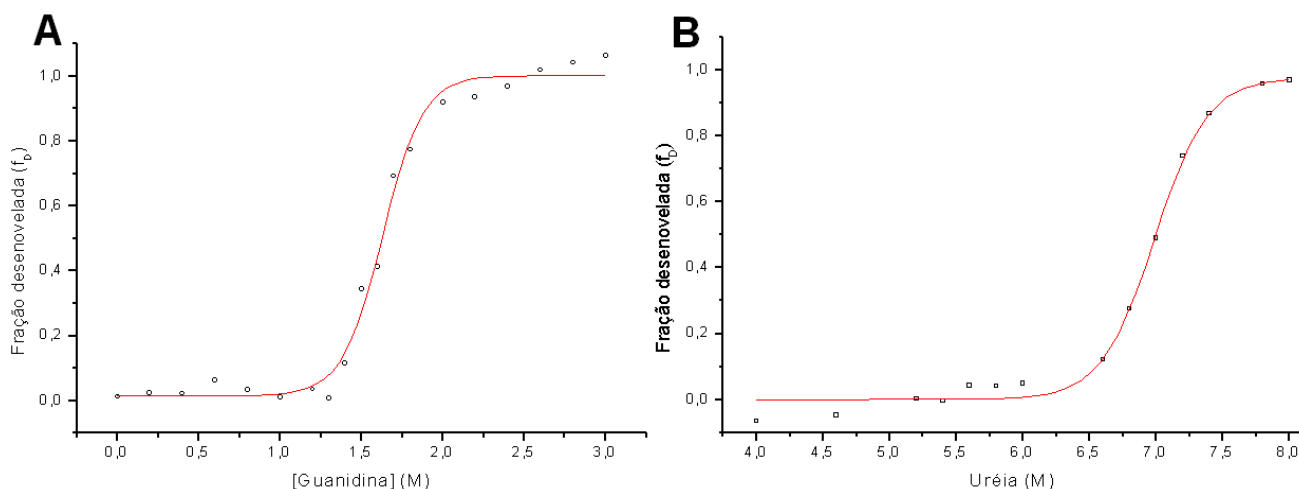 A
Fração desenovelada (f_D)
1,0
0,8
0,6
0,4
0,2
0,0
0,0 0,5 1,0 1,5 2,0 2,5 3,0
[Guanidina] (M)
B
Fração desenovelada (f_D)
1,0
0,8
0,6
0,4
0,2
0,0
4,0 4,5 5,0 5,5 6,0 6,5 7,0 7,5 8,0
Uréia (M)